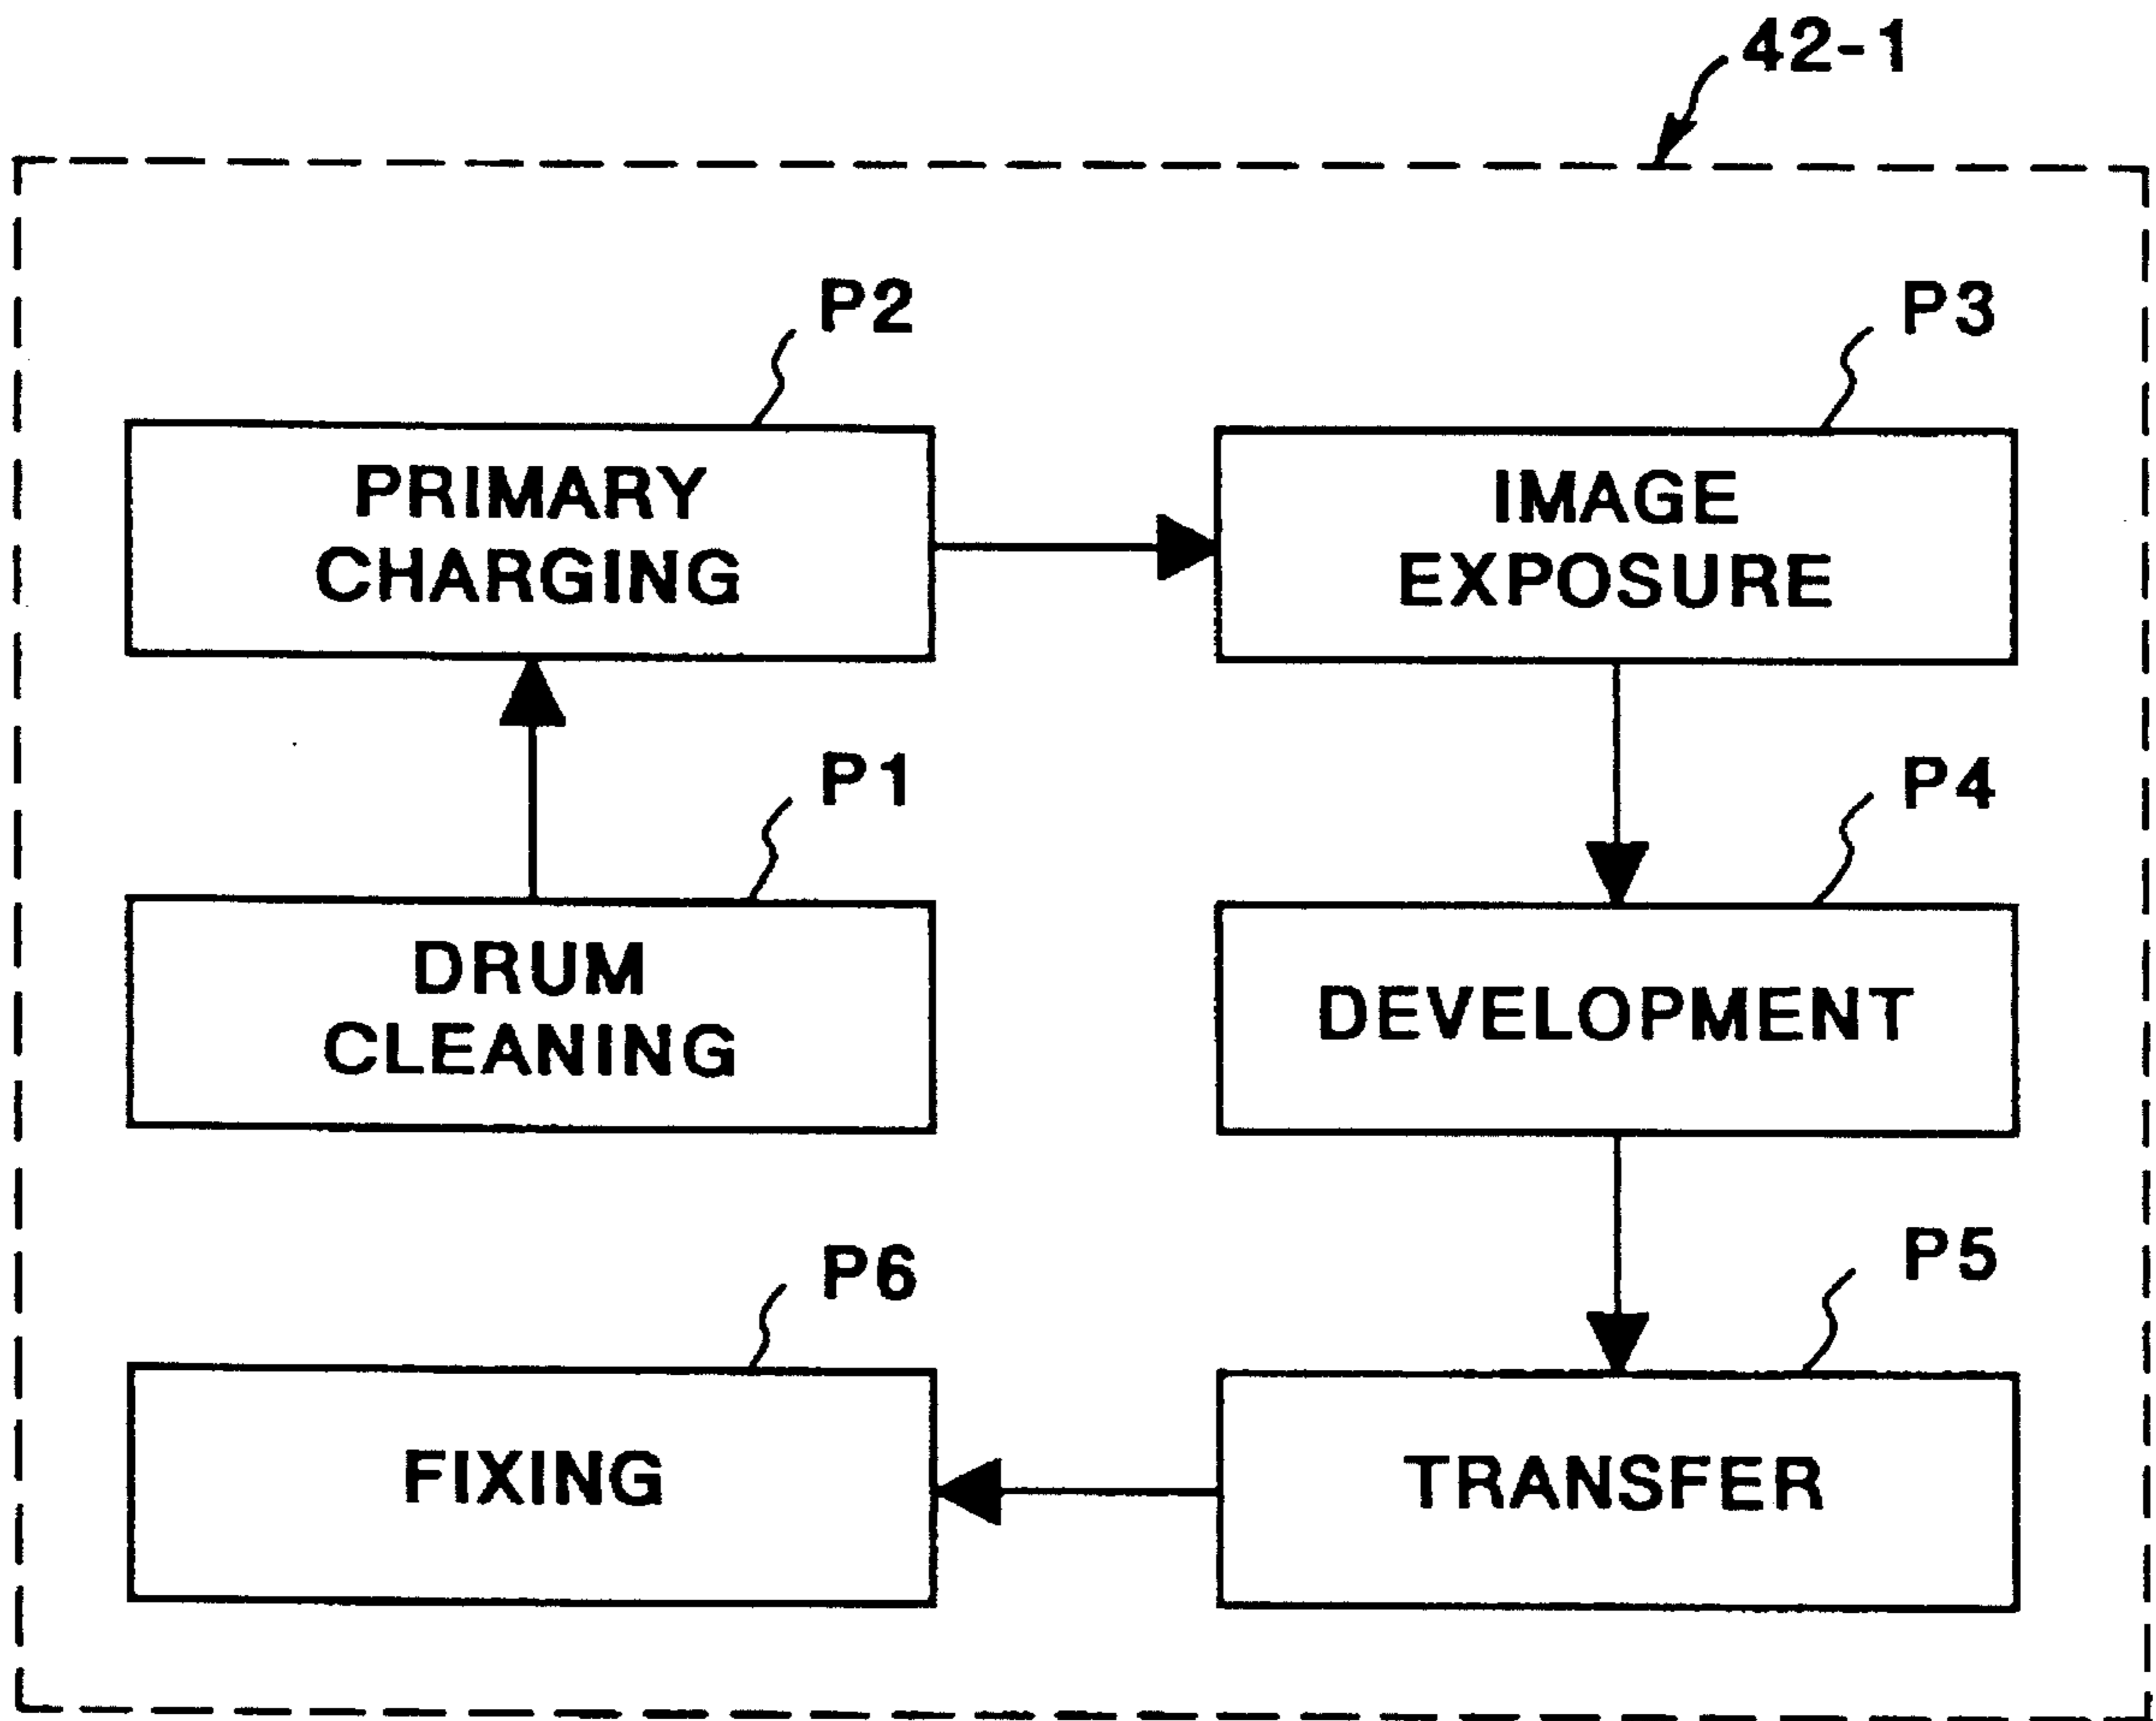 42-1
P2
PRIMARY
CHARGING
P3
IMAGE
EXPOSURE
P1
DRUM
CLEANING
P4
DEVELOPMENT
P6
FIXING
P5
TRANSFER